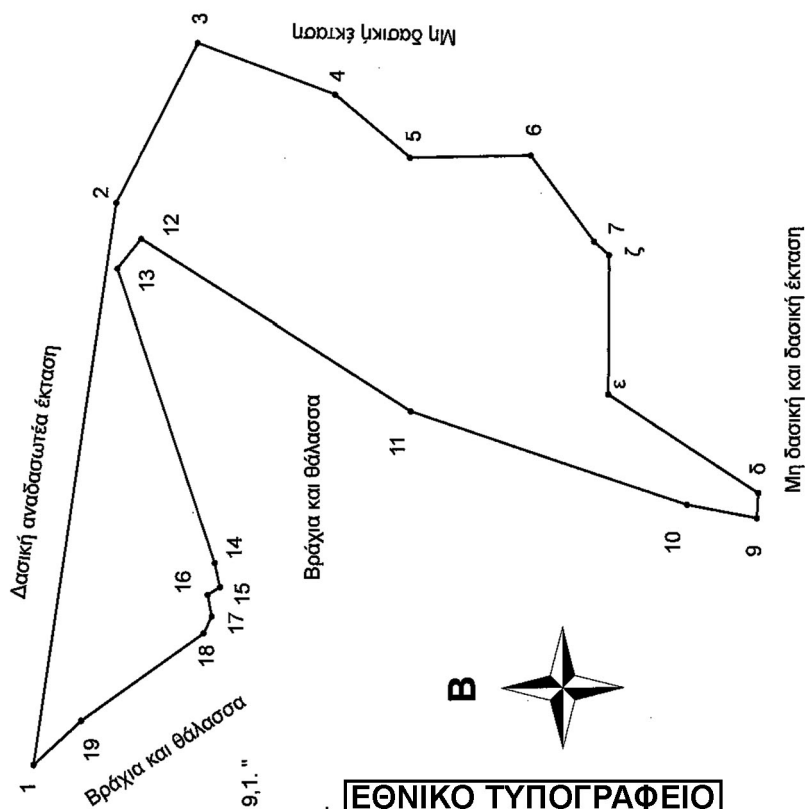 Δασική αναδασωτέα έκταση
Μη δασική έκταση
1
2
3
4
5
6
7
ζ
ε
δ
9
10
11
12
13
14
15
16
17
18
19
Βράχια και θάλασσα
Βράχια και θάλασσα
Μη δασική και δασική έκταση
Β
9,1. "
ΕΘΝΙΚΟ ΤΥΠΟΓΡΑΦΕΙΟ